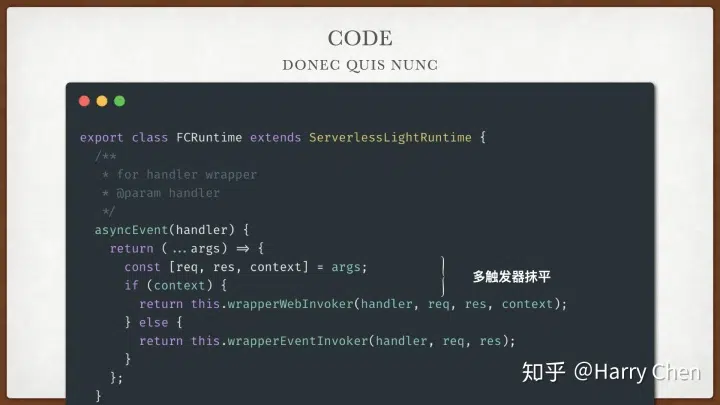 CODE
DONEC QUIS NUNC
export class FCRuntime extends ServerlessLightRuntime {
/**
* for handler wrapper
* @param handler
*/
asyncEvent(handler) {
return (...args) => {
const [req, res, context] = args;
if (context) {
多触发器抹平
return this.wrapperWebInvoker(handler, req, res, context);
} else {
return this.wrapperEventInvoker(handler, req, res);
}
};
}
知乎 @Harry Chen